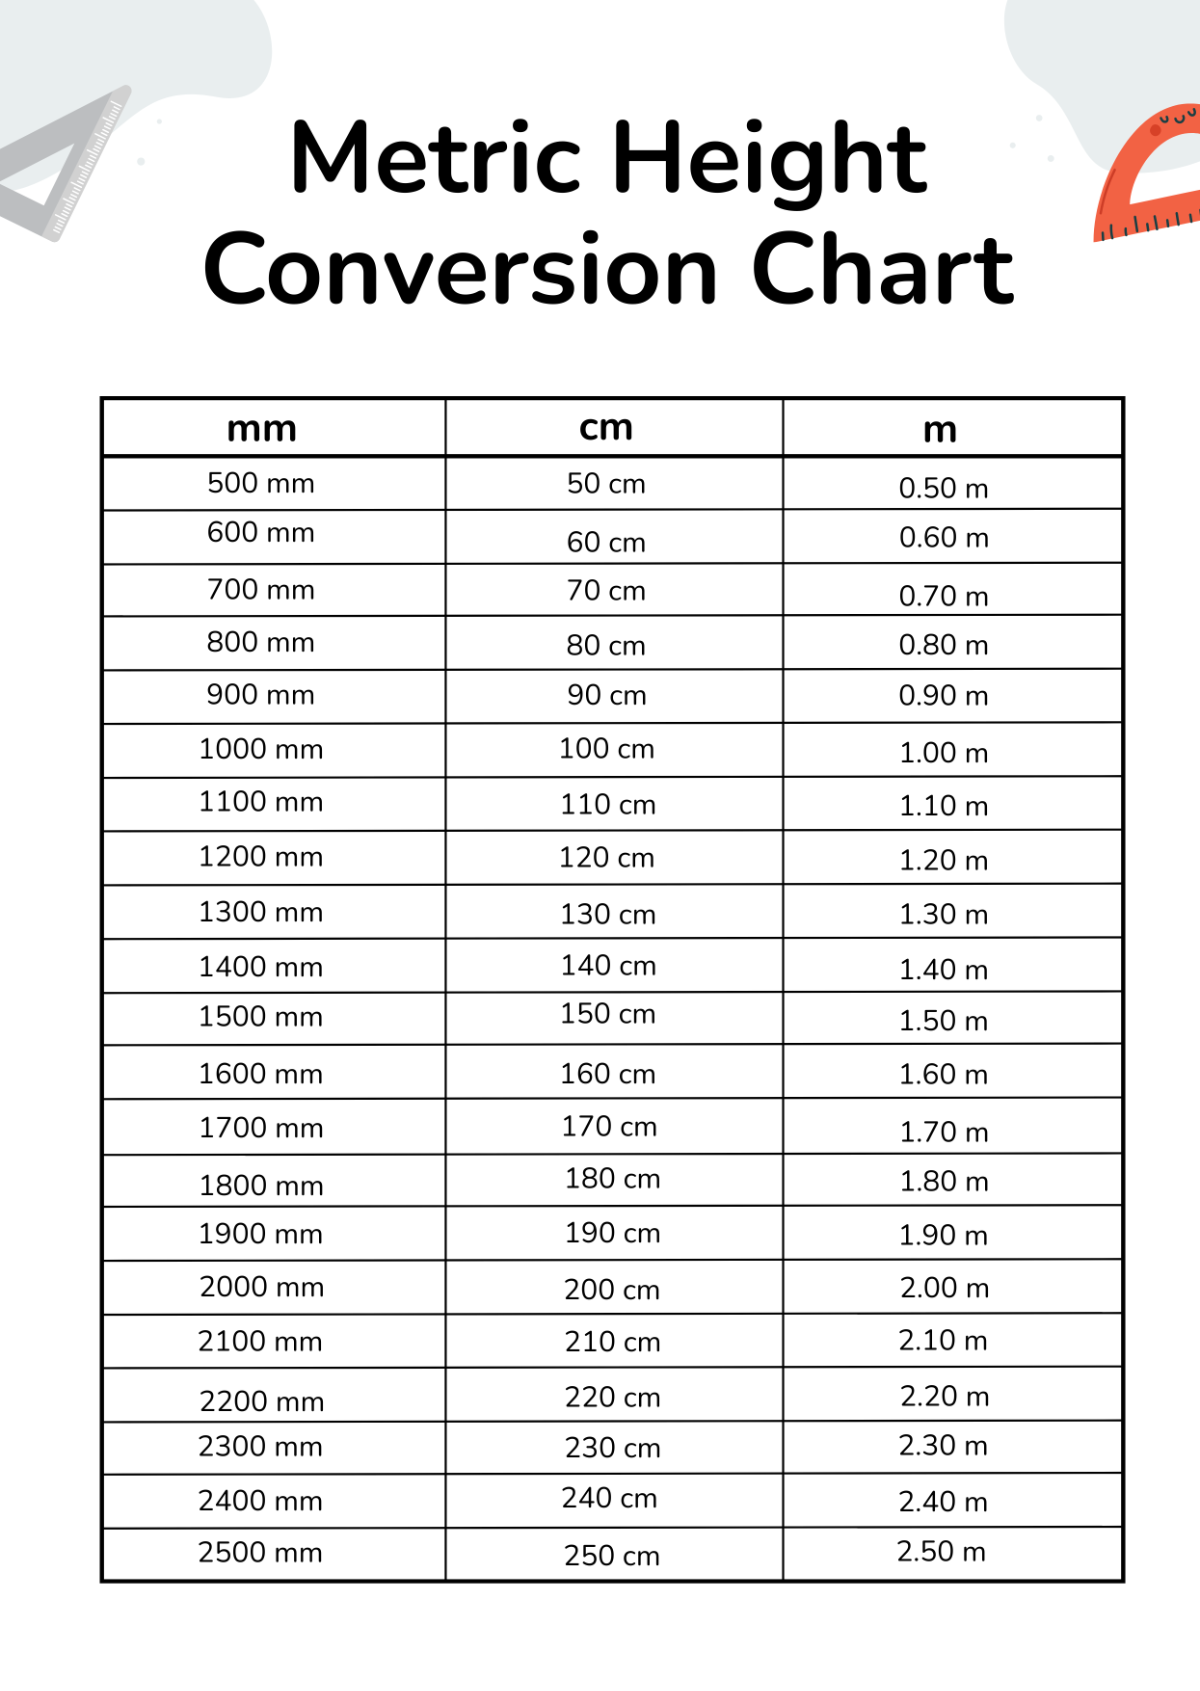 Metric Height
Conversion Chart
mm cm m
500 mm 50 cm 0.50 m
600 mm 60 cm 0.60 m
700 mm 70 cm 0.70 m
800 mm 80 cm 0.80 m
900 mm 90 cm 0.90 m
1000 mm 100 cm 1.00 m
1100 mm 110 cm 1.10 m
1200 mm 120 cm 1.20 m
1300 mm 130 cm 1.30 m
1400 mm 140 cm 1.40 m
1500 mm 150 cm 1.50 m
1600 mm 160 cm 1.60 m
1700 mm 170 cm 1.70 m
1800 mm 180 cm 1.80 m
1900 mm 190 cm 1.90 m
2000 mm 200 cm 2.00 m
2100 mm 210 cm 2.10 m
2200 mm 220 cm 2.20 m
2300 mm 230 cm 2.30 m
2400 mm 240 cm 2.40 m
2500 mm 250 cm 2.50 m